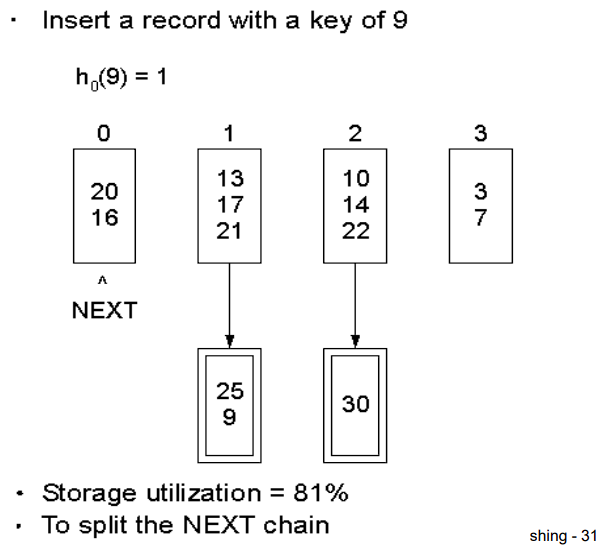 · Insert a record with a key of 9
h0(9) = 1
0 1 2 3
20
16
13
17
21
10
14
22
3
7
^
NEXT
25
9
30
· Storage utilization = 81%
· To split the NEXT chain
shing - 31